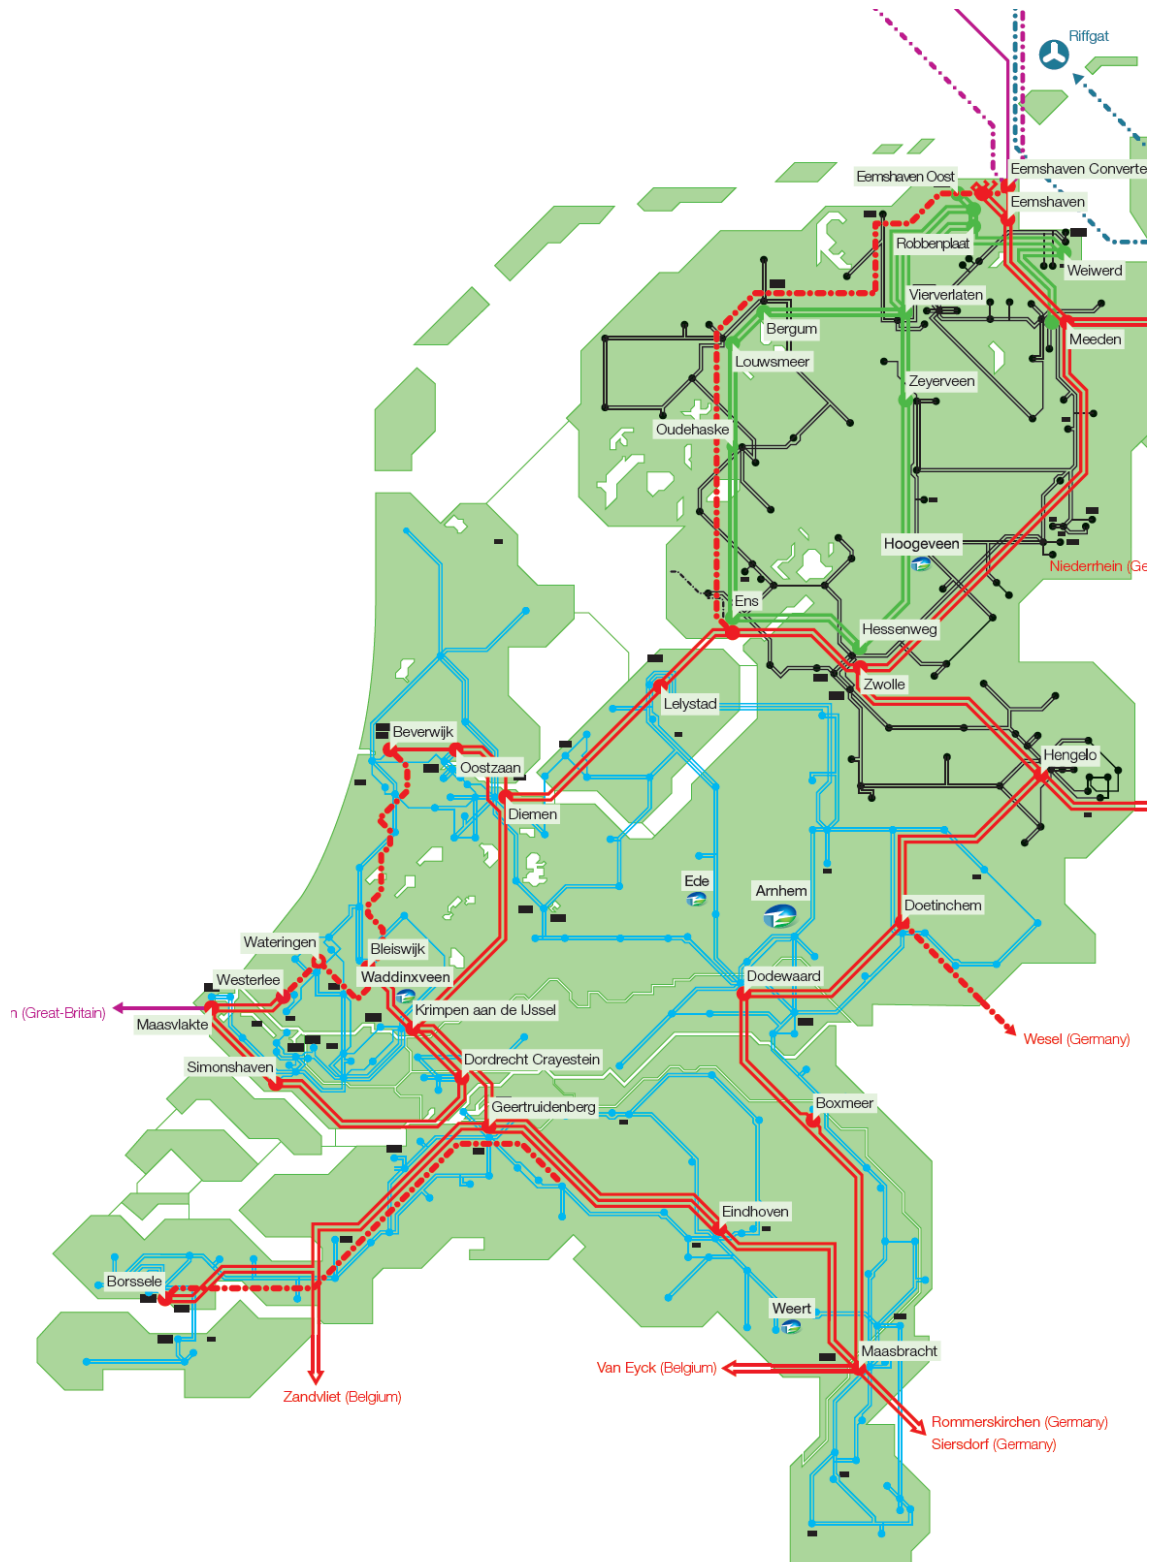 Riffgat
Eemshaven Converte
Eemshaven Oost
Eemshaven
Robbenplaat
Weiwerd
Vierverlaten
Bergum
Meeden
Louwsmeer
Zeyerveen
Oudehaske
Hoogeveen
Niederrhein (Ge
Ens
Hessenweg
Zwolle
Lelystad
Beverwijk
Hengelo
Oostzaan
Diemen
Ede
Arnhem
Doetinchem
Wateringen
Bleiswijk
Waddinxveen
Dodewaard
Westerlee
n (Great-Britain)
Maasvlakte
Krimpen aan de IJssel
Wesel (Germany)
Simonshaven
Dordrecht Crayestein
Geertruidenberg
Boxmeer
Eindhoven
Borssele
Weert
Maasbracht
Van Eyck (Belgium)
Zandvliet (Belgium)
Rommerskirchen (Germany)
Siersdorf (Germany)